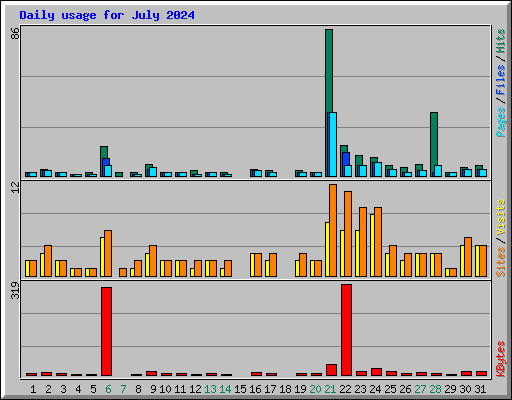 Daily usage for July 2024
86
Pages / Files / Hits
12
Sites / Visits
319
KBytes
1 2 3 4 5 6 7 8 9 10 11 12 13 14 15 16 17 18 19 20 21 22 23 24 25 26 27 28 29 30 31